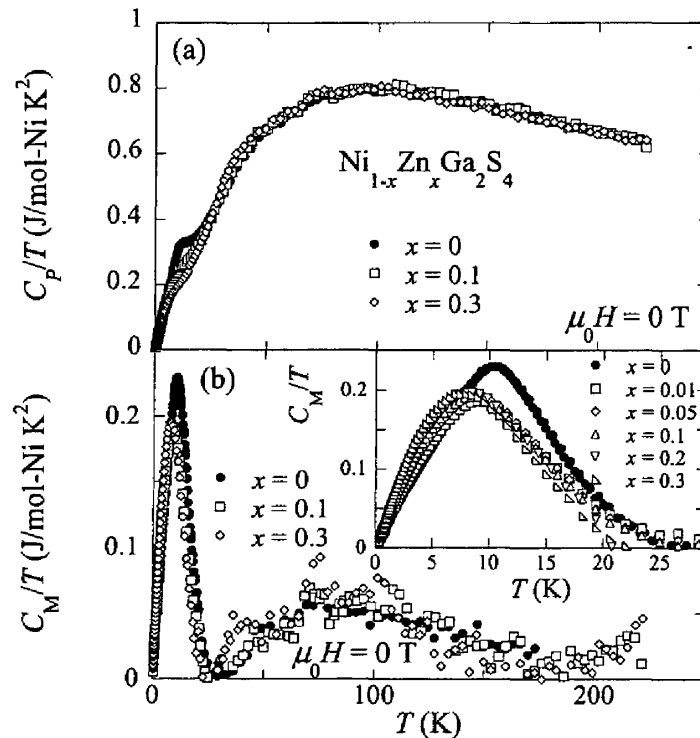 (a)
C_P/T (J/mol-Ni K²)
1
0.8
0.6
0.4
0.2
0
Ni₁₋ₓZnₓGa₂S₄
x = 0
x = 0.1
x = 0.3
μ₀H = 0 T
(b)
C_M/T (J/mol-Ni K²)
0.2
0.1
0
x = 0
x = 0.1
x = 0.3
μ₀H = 0 T
C_M/T
0.2
0.1
0
x = 0
x = 0.01
x = 0.05
x = 0.1
x = 0.2
x = 0.3
0 5 10 15 20 25
T (K)
0 100 200
T (K)